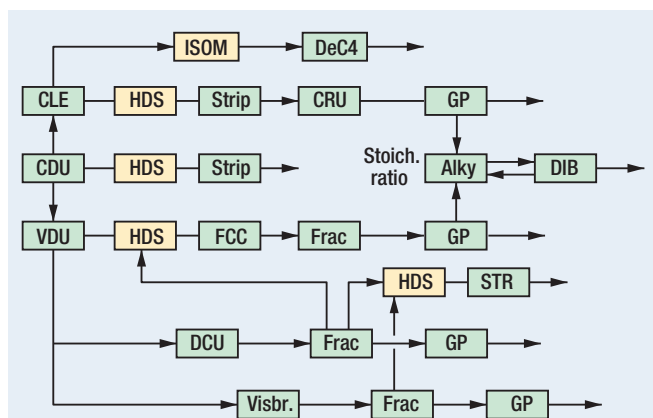 ISOM DeC4
CLE HDS Strip CRU GP
Stoich.
ratio
CDU HDS Strip Alky DIB
VDU HDS FCC Frac GP
HDS STR
DCU Frac GP
Visbr. Frac GP